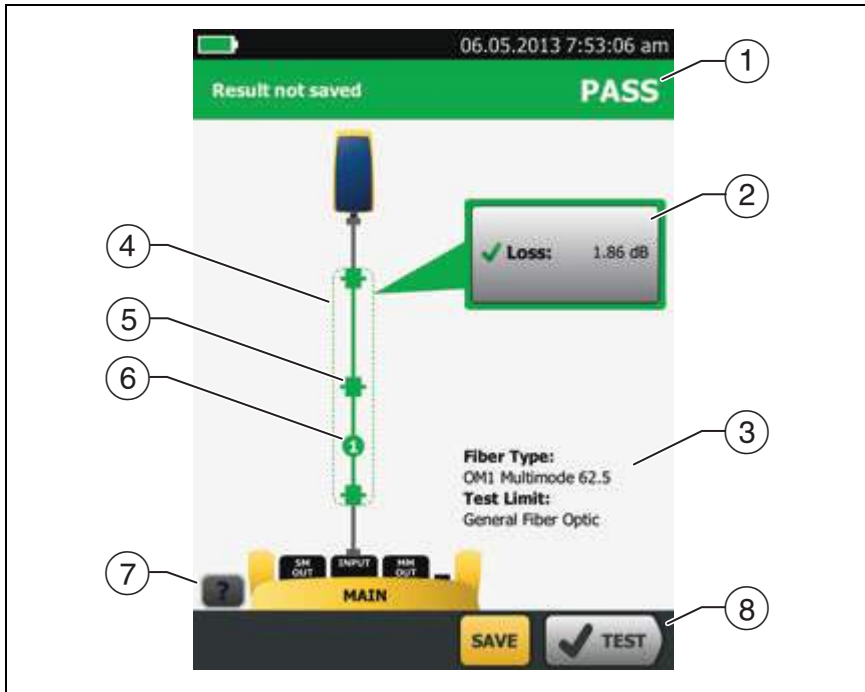 06.05.2013 7:53:06 am
Result not saved
PASS
1
2
Loss: 1.86 dB
4
5
6
1
3
Fiber Type:
OM1 Multimode 62.5
Test Limit:
General Fiber Optic
SM OUT
INPUT
MM OUT
7
?
MAIN
8
SAVE
TEST